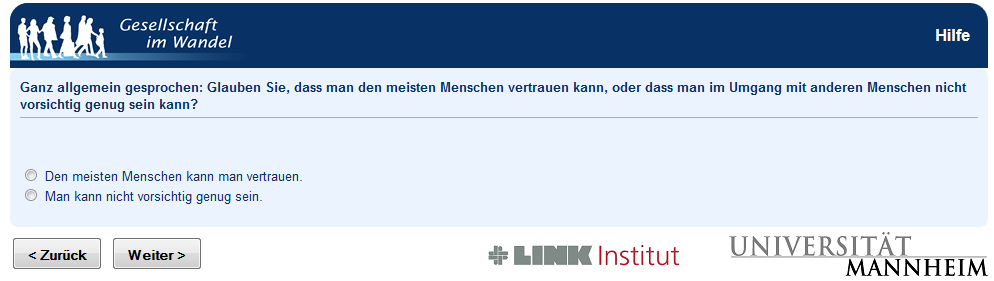 Gesellschaft
im Wandel
Hilfe
Ganz allgemein gesprochen: Glauben Sie, dass man den meisten Menschen vertrauen kann, oder dass man im Umgang mit anderen Menschen nicht
vorsichtig genug sein kann?
Den meisten Menschen kann man vertrauen.
Man kann nicht vorsichtig genug sein.
< Zurück
Weiter >
LINK Institut
UNIVERSITÄT
MANNHEIM